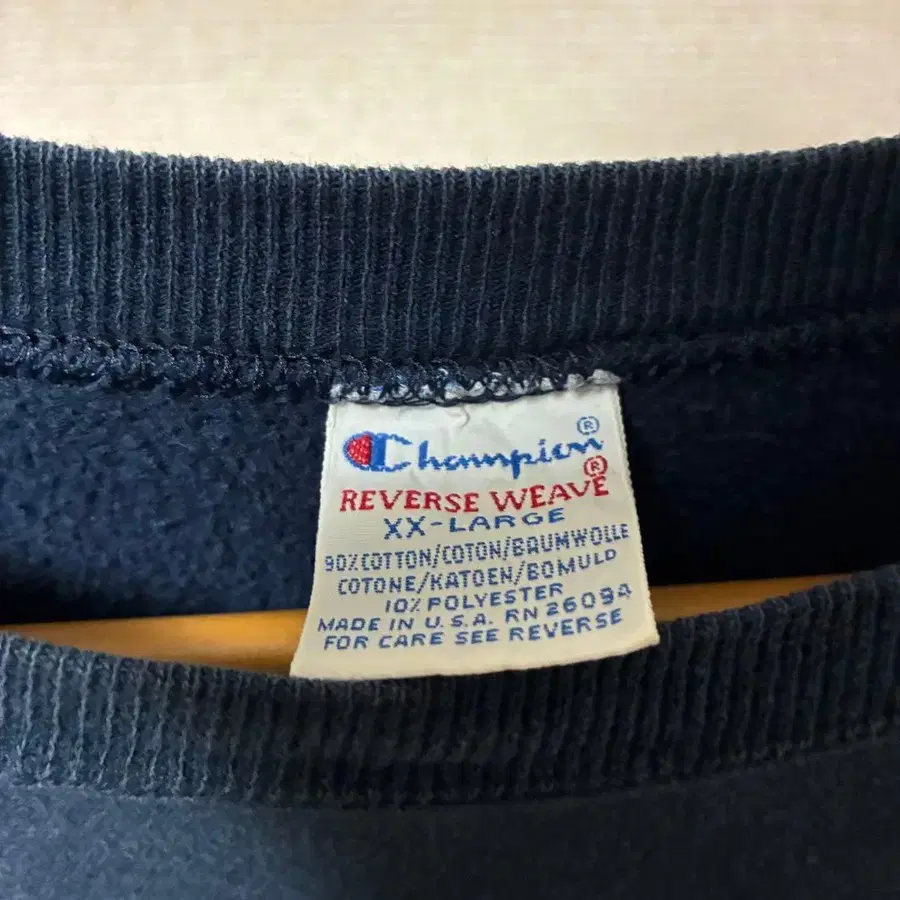 Champion®
REVERSE WEAVE®
XX-LARGE
90% COTTON/COTON/BAUMWOLLE
COTONE/KATOEN/BOMULD
10% POLYESTER
MADE IN U.S.A. RN 26094
FOR CARE SEE REVERSE